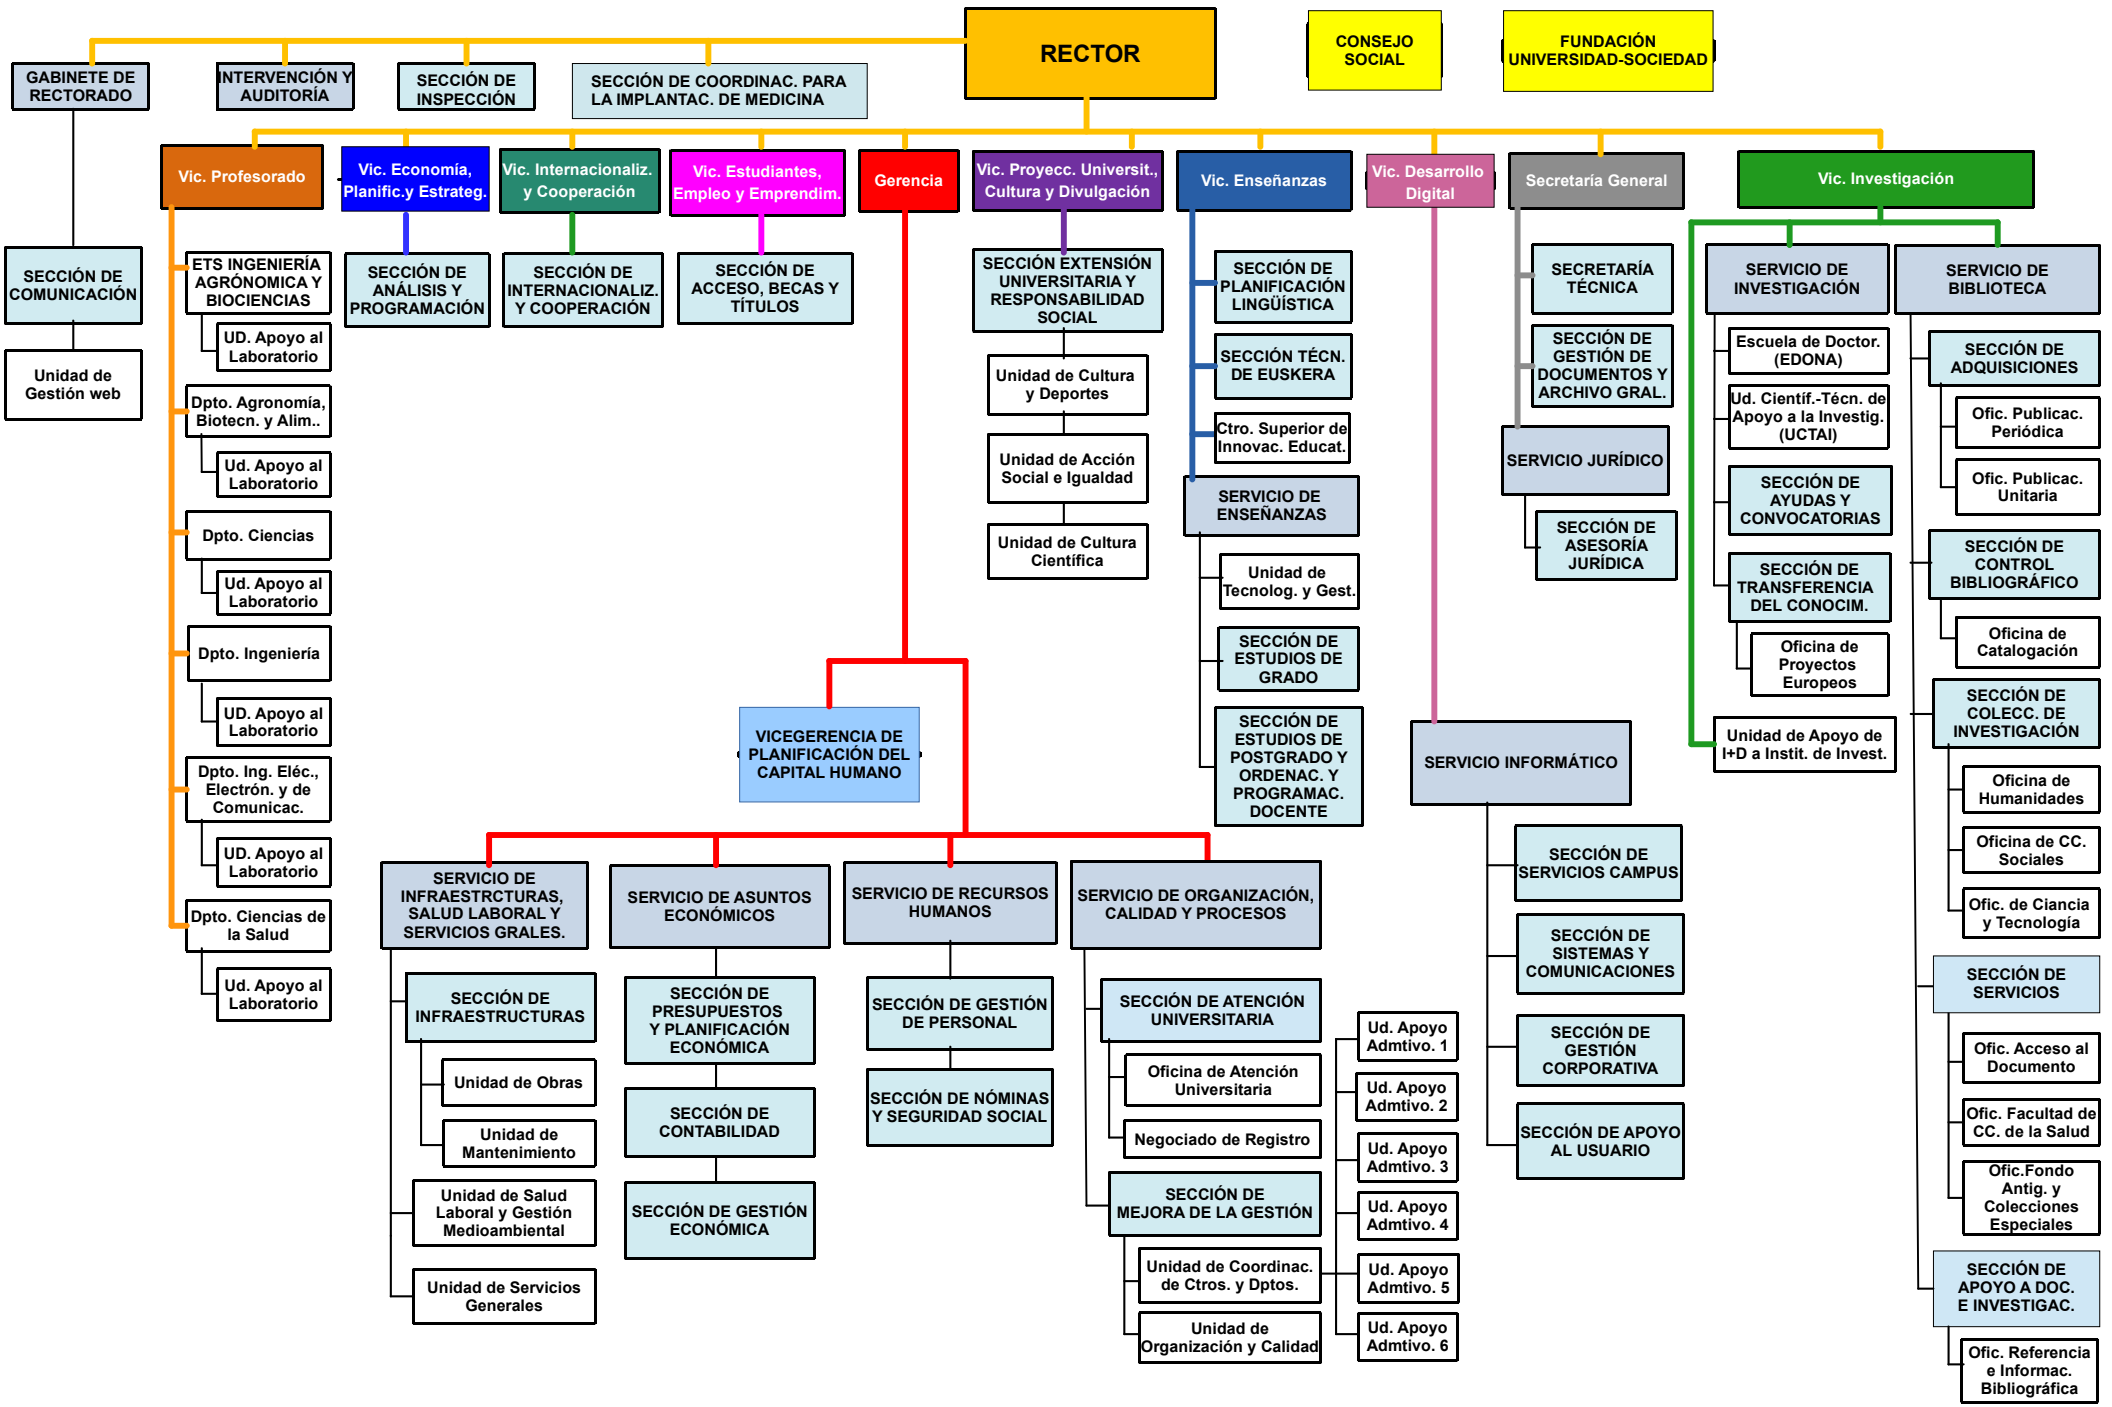 RECTOR
CONSEJO
SOCIAL
FUNDACIÓN
UNIVERSIDAD-SOCIEDAD
GABINETE DE
RECTORADO
INTERVENCIÓN Y
AUDITORÍA
SECCIÓN DE
INSPECCIÓN
SECCIÓN DE COORDINAC. PARA
LA IMPLANTAC. DE MEDICINA
SECCIÓN DE
COMUNICACIÓN
Unidad de
Gestión web
Vic. Profesorado
ETS INGENIERÍA
AGRÓNOMICA Y
BIOCIENCIAS
UD. Apoyo al
Laboratorio
Dpto. Agronomía,
Biotecn. y Alim..
Ud. Apoyo al
Laboratorio
Dpto. Ciencias
Ud. Apoyo al
Laboratorio
Dpto. Ingeniería
UD. Apoyo al
Laboratorio
Dpto. Ing. Eléc.,
Electrón. y de
Comunicac.
UD. Apoyo al
Laboratorio
Dpto. Ciencias de
la Salud
Ud. Apoyo al
Laboratorio
Vic. Economía,
Planific.y Estrateg.
SECCIÓN DE
ANÁLISIS Y
PROGRAMACIÓN
Vic. Internacionaliz.
y Cooperación
SECCIÓN DE
INTERNACIONALIZ.
Y COOPERACIÓN
Vic. Estudiantes,
Empleo y Emprendim.
SECCIÓN DE
ACCESO, BECAS Y
TÍTULOS
Gerencia
VICEGERENCIA DE
PLANIFICACIÓN DEL
CAPITAL HUMANO
SERVICIO DE
INFRAESTRCTURAS,
SALUD LABORAL Y
SERVICIOS GRALES.
SECCIÓN DE
INFRAESTRUCTURAS
Unidad de Obras
Unidad de
Mantenimiento
Unidad de Salud
Laboral y Gestión
Medioambiental
Unidad de Servicios
Generales
SERVICIO DE ASUNTOS
ECONÓMICOS
SECCIÓN DE
PRESUPUESTOS
Y PLANIFICACIÓN
ECONÓMICA
SECCIÓN DE
CONTABILIDAD
SECCIÓN DE GESTIÓN
ECONÓMICA
SERVICIO DE RECURSOS
HUMANOS
SECCIÓN DE GESTIÓN
DE PERSONAL
SECCIÓN DE NÓMINAS
Y SEGURIDAD SOCIAL
SERVICIO DE ORGANIZACIÓN,
CALIDAD Y PROCESOS
SECCIÓN DE ATENCIÓN
UNIVERSITARIA
Oficina de Atención
Universitaria
Negociado de Registro
SECCIÓN DE
MEJORA DE LA GESTIÓN
Unidad de Coordinac.
de Ctros. y Dptos.
Unidad de
Organización y Calidad
Ud. Apoyo
Admtivo. 1
Ud. Apoyo
Admtivo. 2
Ud. Apoyo
Admtivo. 3
Ud. Apoyo
Admtivo. 4
Ud. Apoyo
Admtivo. 5
Ud. Apoyo
Admtivo. 6
Vic. Proyecc. Universit.,
Cultura y Divulgación
SECCIÓN EXTENSIÓN
UNIVERSITARIA Y
RESPONSABILIDAD
SOCIAL
Unidad de Cultura
y Deportes
Unidad de Acción
Social e Igualdad
Unidad de Cultura
Científica
Vic. Enseñanzas
SECCIÓN DE
PLANIFICACIÓN
LINGÜÍSTICA
SECCIÓN TÉCN.
DE EUSKERA
Ctro. Superior de
Innovac. Educat.
SERVICIO DE
ENSEÑANZAS
Unidad de
Tecnolog. y Gest.
SECCIÓN DE
ESTUDIOS DE
GRADO
SECCIÓN DE
ESTUDIOS DE
POSTGRADO Y
ORDENAC. Y
PROGRAMAC.
DOCENTE
Vic. Desarrollo
Digital
SERVICIO INFORMÁTICO
SECCIÓN DE
SERVICIOS CAMPUS
SECCIÓN DE
SISTEMAS Y
COMUNICACIONES
SECCIÓN DE
GESTIÓN
CORPORATIVA
SECCIÓN DE APOYO
AL USUARIO
Secretaría General
SECRETARÍA
TÉCNICA
SECCIÓN DE
GESTIÓN DE
DOCUMENTOS Y
ARCHIVO GRAL.
SERVICIO JURÍDICO
SECCIÓN DE
ASESORÍA
JURÍDICA
Vic. Investigación
SERVICIO DE
INVESTIGACIÓN
Escuela de Doctor.
(EDONA)
Ud. Científ.-Técn. de
Apoyo a la Investig.
(UCTAI)
SECCIÓN DE
AYUDAS Y
CONVOCATORIAS
SECCIÓN DE
TRANSFERENCIA
DEL CONOCIM.
Oficina de
Proyectos
Europeos
Unidad de Apoyo de
I+D a Instit. de Invest.
SERVICIO DE
BIBLIOTECA
SECCIÓN DE
ADQUISICIONES
Ofic. Publicac.
Periódica
Ofic. Publicac.
Unitaria
SECCIÓN DE
CONTROL
BIBLIOGRÁFICO
Oficina de
Catalogación
SECCIÓN DE
COLECC. DE
INVESTIGACIÓN
Oficina de
Humanidades
Oficina de CC.
Sociales
Ofic. de Ciancia
y Tecnología
SECCIÓN DE
SERVICIOS
Ofic. Acceso al
Documento
Ofic. Facultad de
CC. de la Salud
Ofic.Fondo
Antig. y
Colecciones
Especiales
SECCIÓN DE
APOYO A DOC.
E INVESTIGAC.
Ofic. Referencia
e Informac.
Bibliográfica